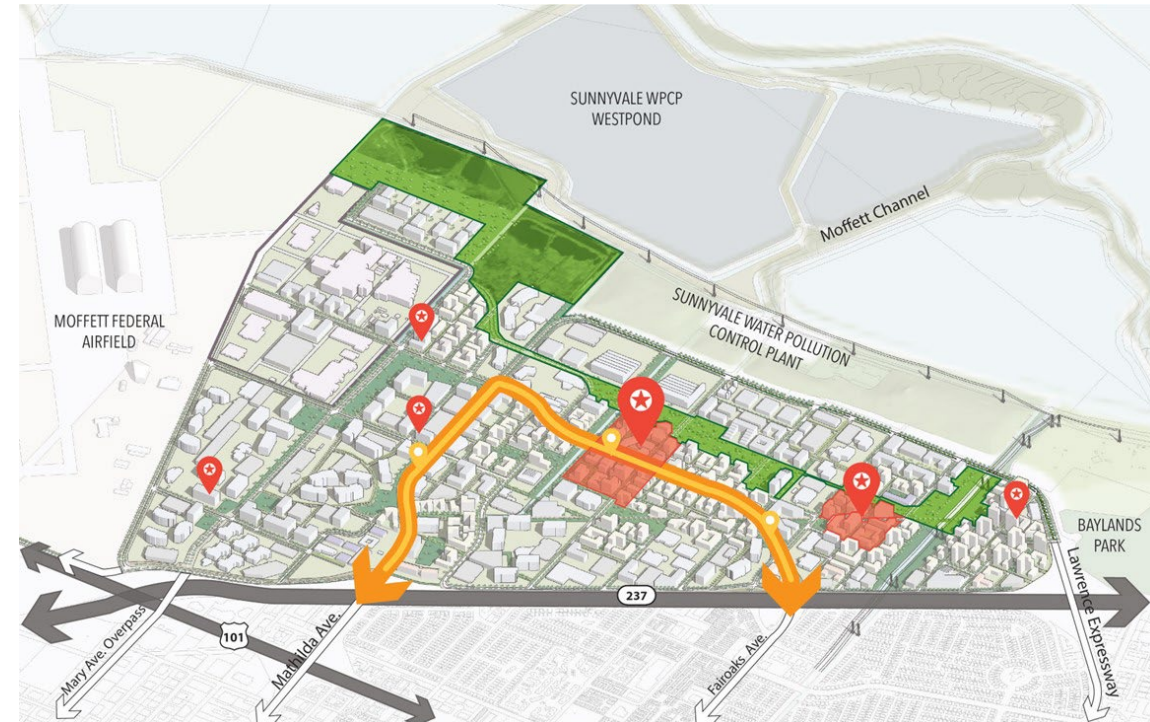 SUNNYVALE WPCP
WESTPOND
Moffett Channel
MOFFETT FEDERAL
AIRFIELD
SUNNYVALE WATER POLLUTION
CONTROL PLANT
BAYLANDS
PARK
237
101
Mary Ave. Overpass
Mathilda Ave.
Fairoaks Ave.
Lawrence Expressway